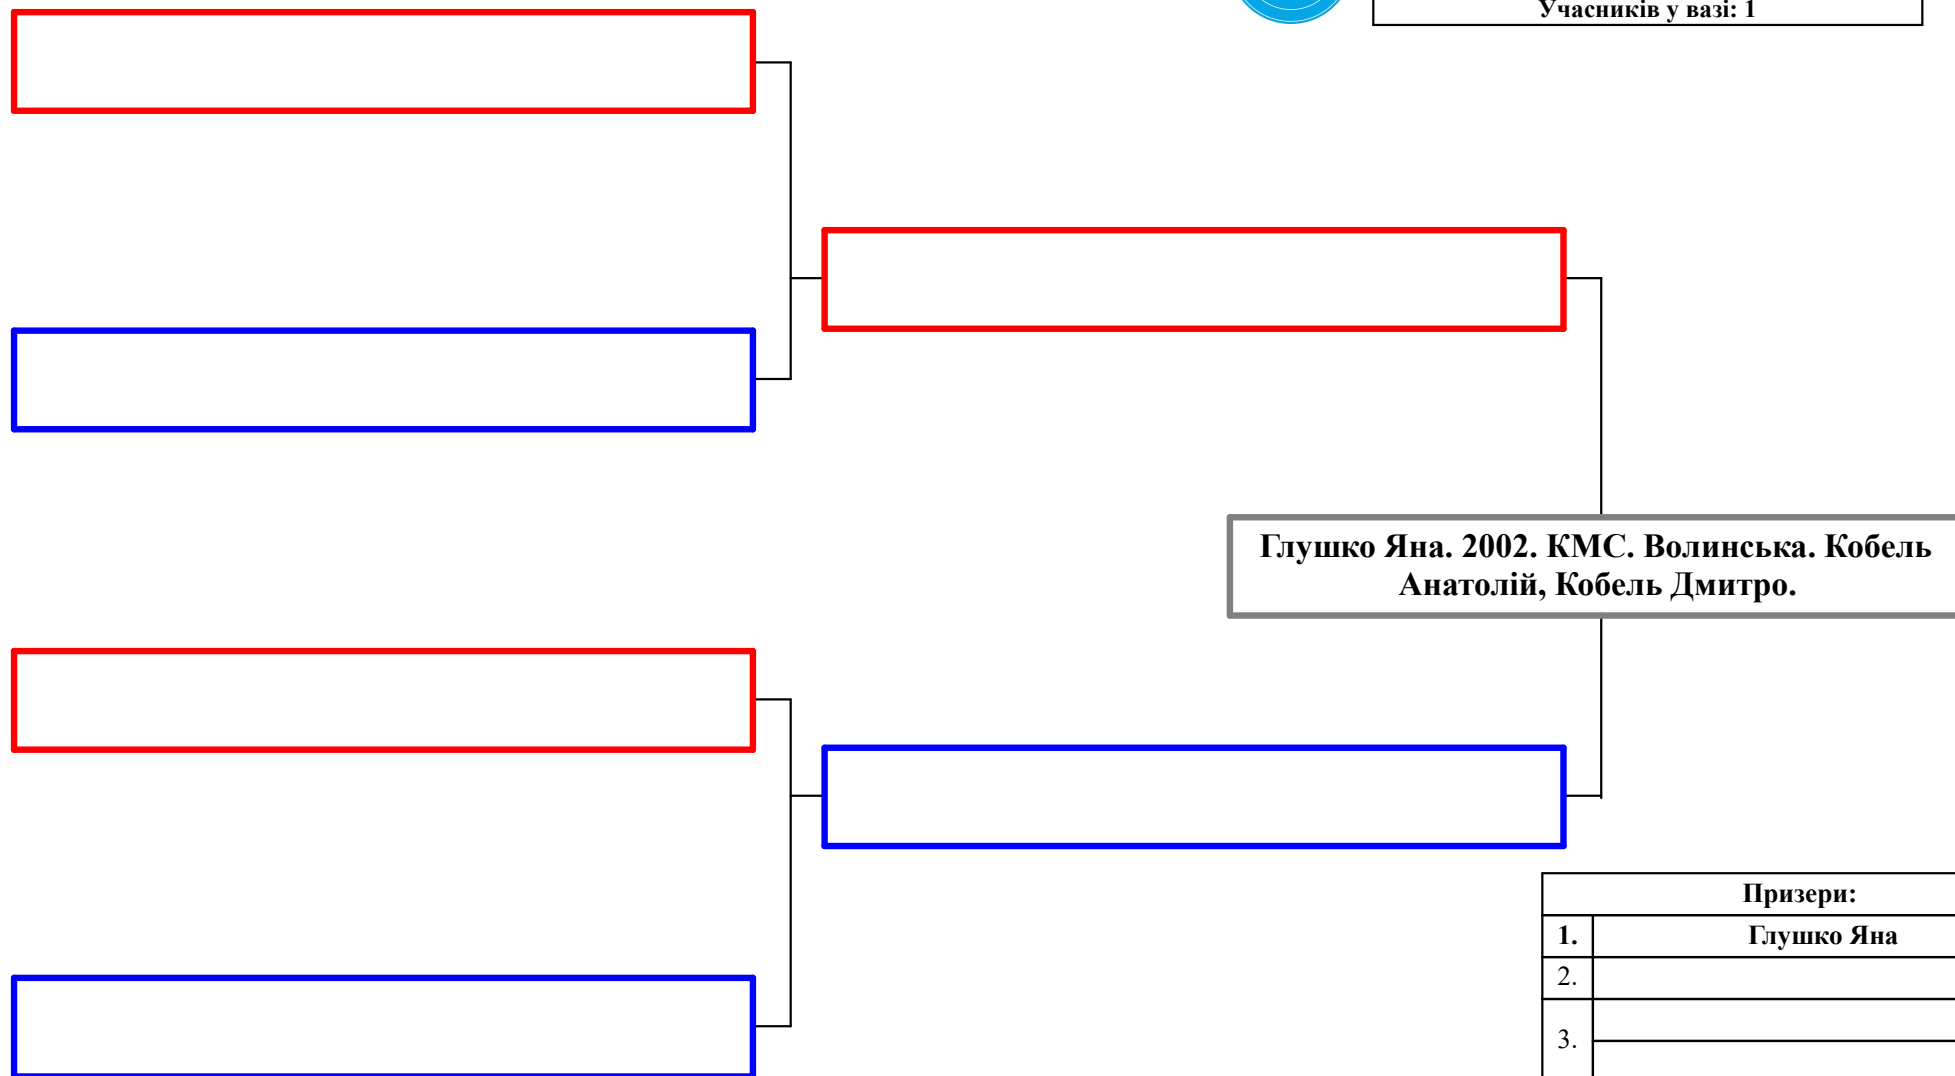 Учасників у вазі: 1
Глушко Яна. 2002. КМС. Волинська. Кобель
Анатолій, Кобель Дмитро.
Призери:
1. Глушко Яна
2.
3.